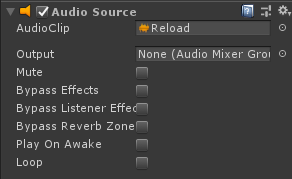 Audio Source
AudioClip Reload
Output None (Audio Mixer Grou
Mute
Bypass Effects
Bypass Listener Effec
Bypass Reverb Zone
Play On Awake
Loop